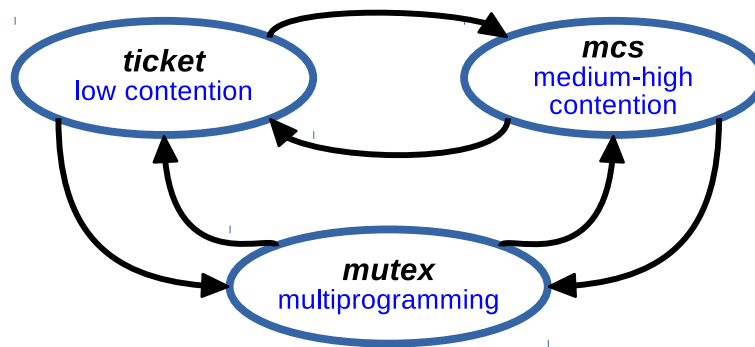 ticket
low contention
mcs
medium-high
contention
mutex
multiprogramming